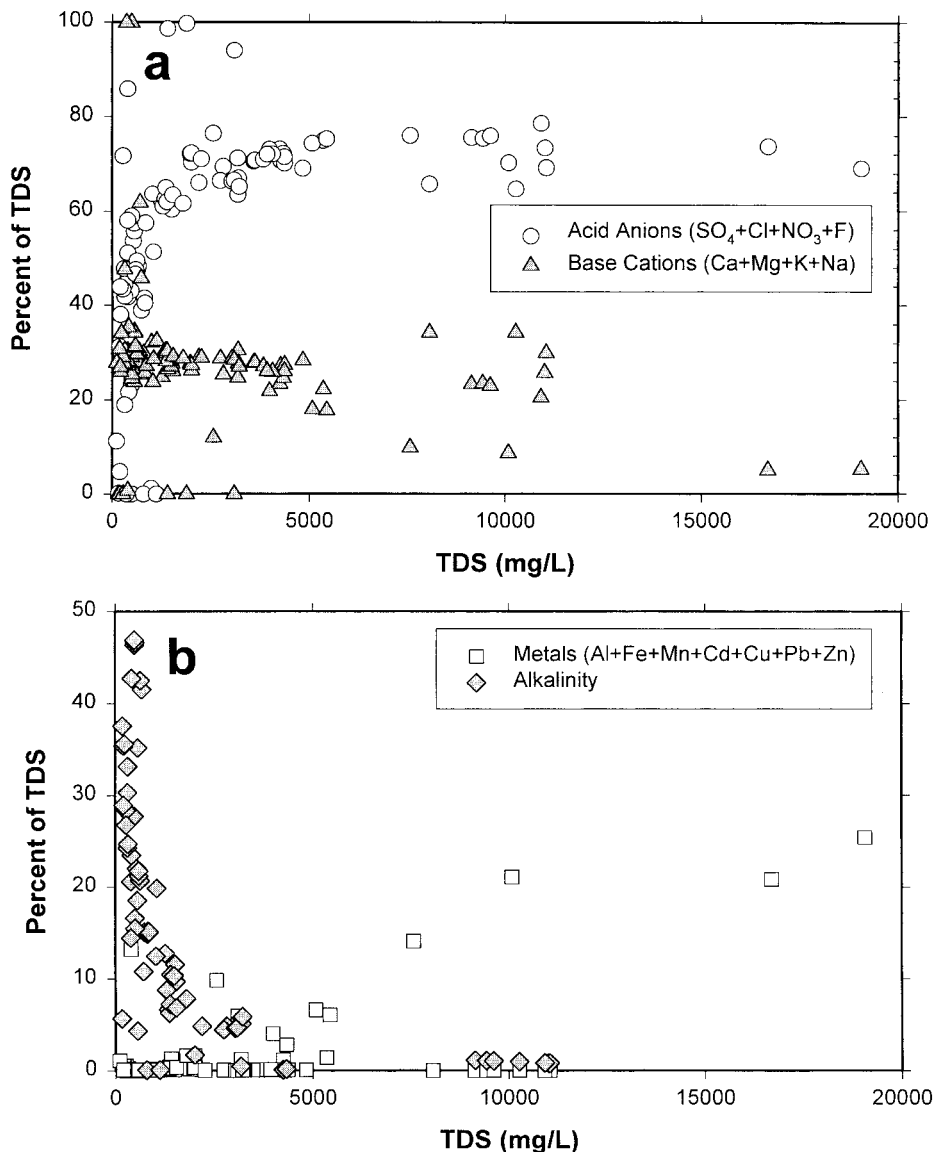 a
100
80
60
40
20
0
Percent of TDS
Acid Anions (SO₄+Cl+NO₃+F)
Base Cations (Ca+Mg+K+Na)
0 5000 10000 15000 20000
TDS (mg/L)
b
50
40
30
20
10
0
Percent of TDS
Metals (Al+Fe+Mn+Cd+Cu+Pb+Zn)
Alkalinity
0 5000 10000 15000 20000
TDS (mg/L)